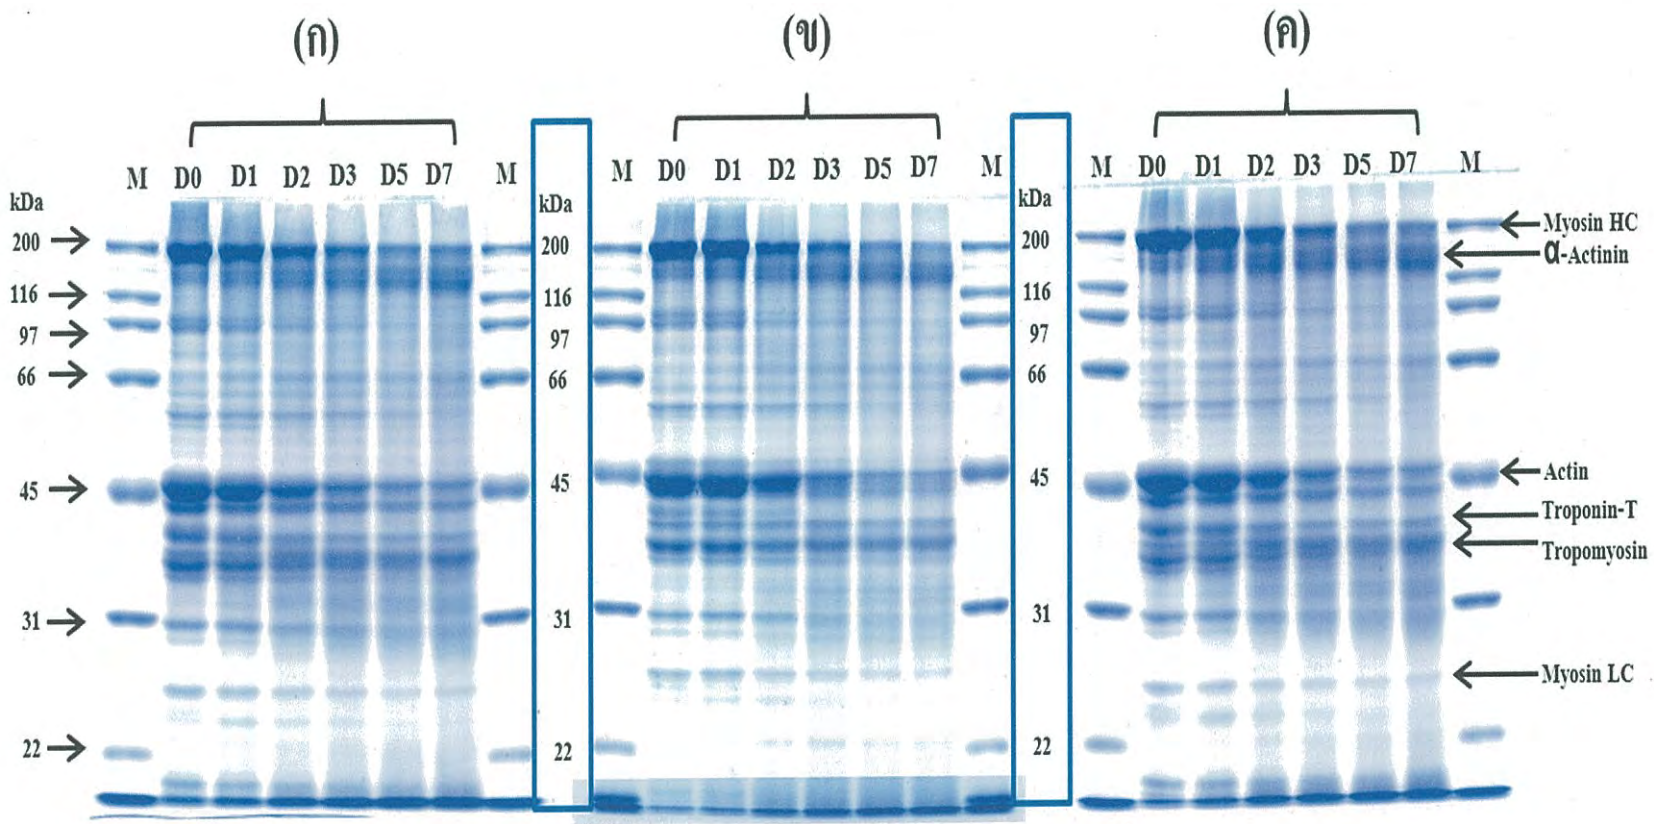 (ก)
(ข)
(ค)
M D0 D1 D2 D3 D5 D7 M
kDa
200
116
97
66
45
31
22
kDa
200
116
97
66
45
31
22
M D0 D1 D2 D3 D5 D7 M
kDa
200
116
97
66
45
31
22
M D0 D1 D2 D3 D5 D7 M
Myosin HC
α-Actinin
Actin
Troponin-T
Tropomyosin
Myosin LC